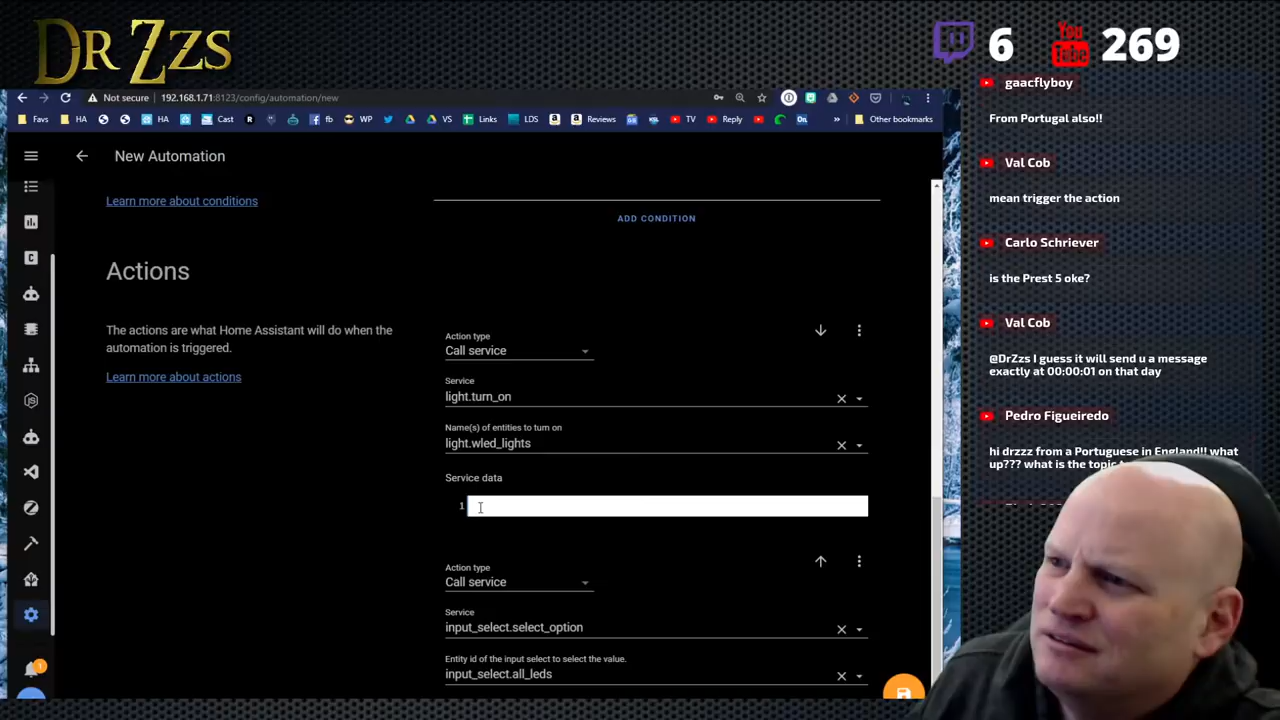 DR ZZS
6
You Tube 269
Not secure 192.168.1.71:8123/config/automation/new
Favs HA HA Cast fb WP VS Links LDS Reviews TV Reply On » Other bookmarks
New Automation
Learn more about conditions
ADD CONDITION
Actions
The actions are what Home Assistant will do when the
automation is triggered.
Learn more about actions
Action type
Call service
Service
light.turn_on
Name(s) of entities to turn on
light.wled_lights
Service data
1
Action type
Call service
Service
input_select.select_option
Entity id of the input select to select the value.
input_select.all_leds
1
gaacflyboy
From Portugal also!!
Val Cob
mean trigger the action
Carlo Schriever
is the Prest 5 oke?
Val Cob
@DrZzs I guess it will send u a message
exactly at 00:00:01 on that day
Pedro Figueiredo
hi drzzz from a Portuguese in England!! what
up??? what is the topic